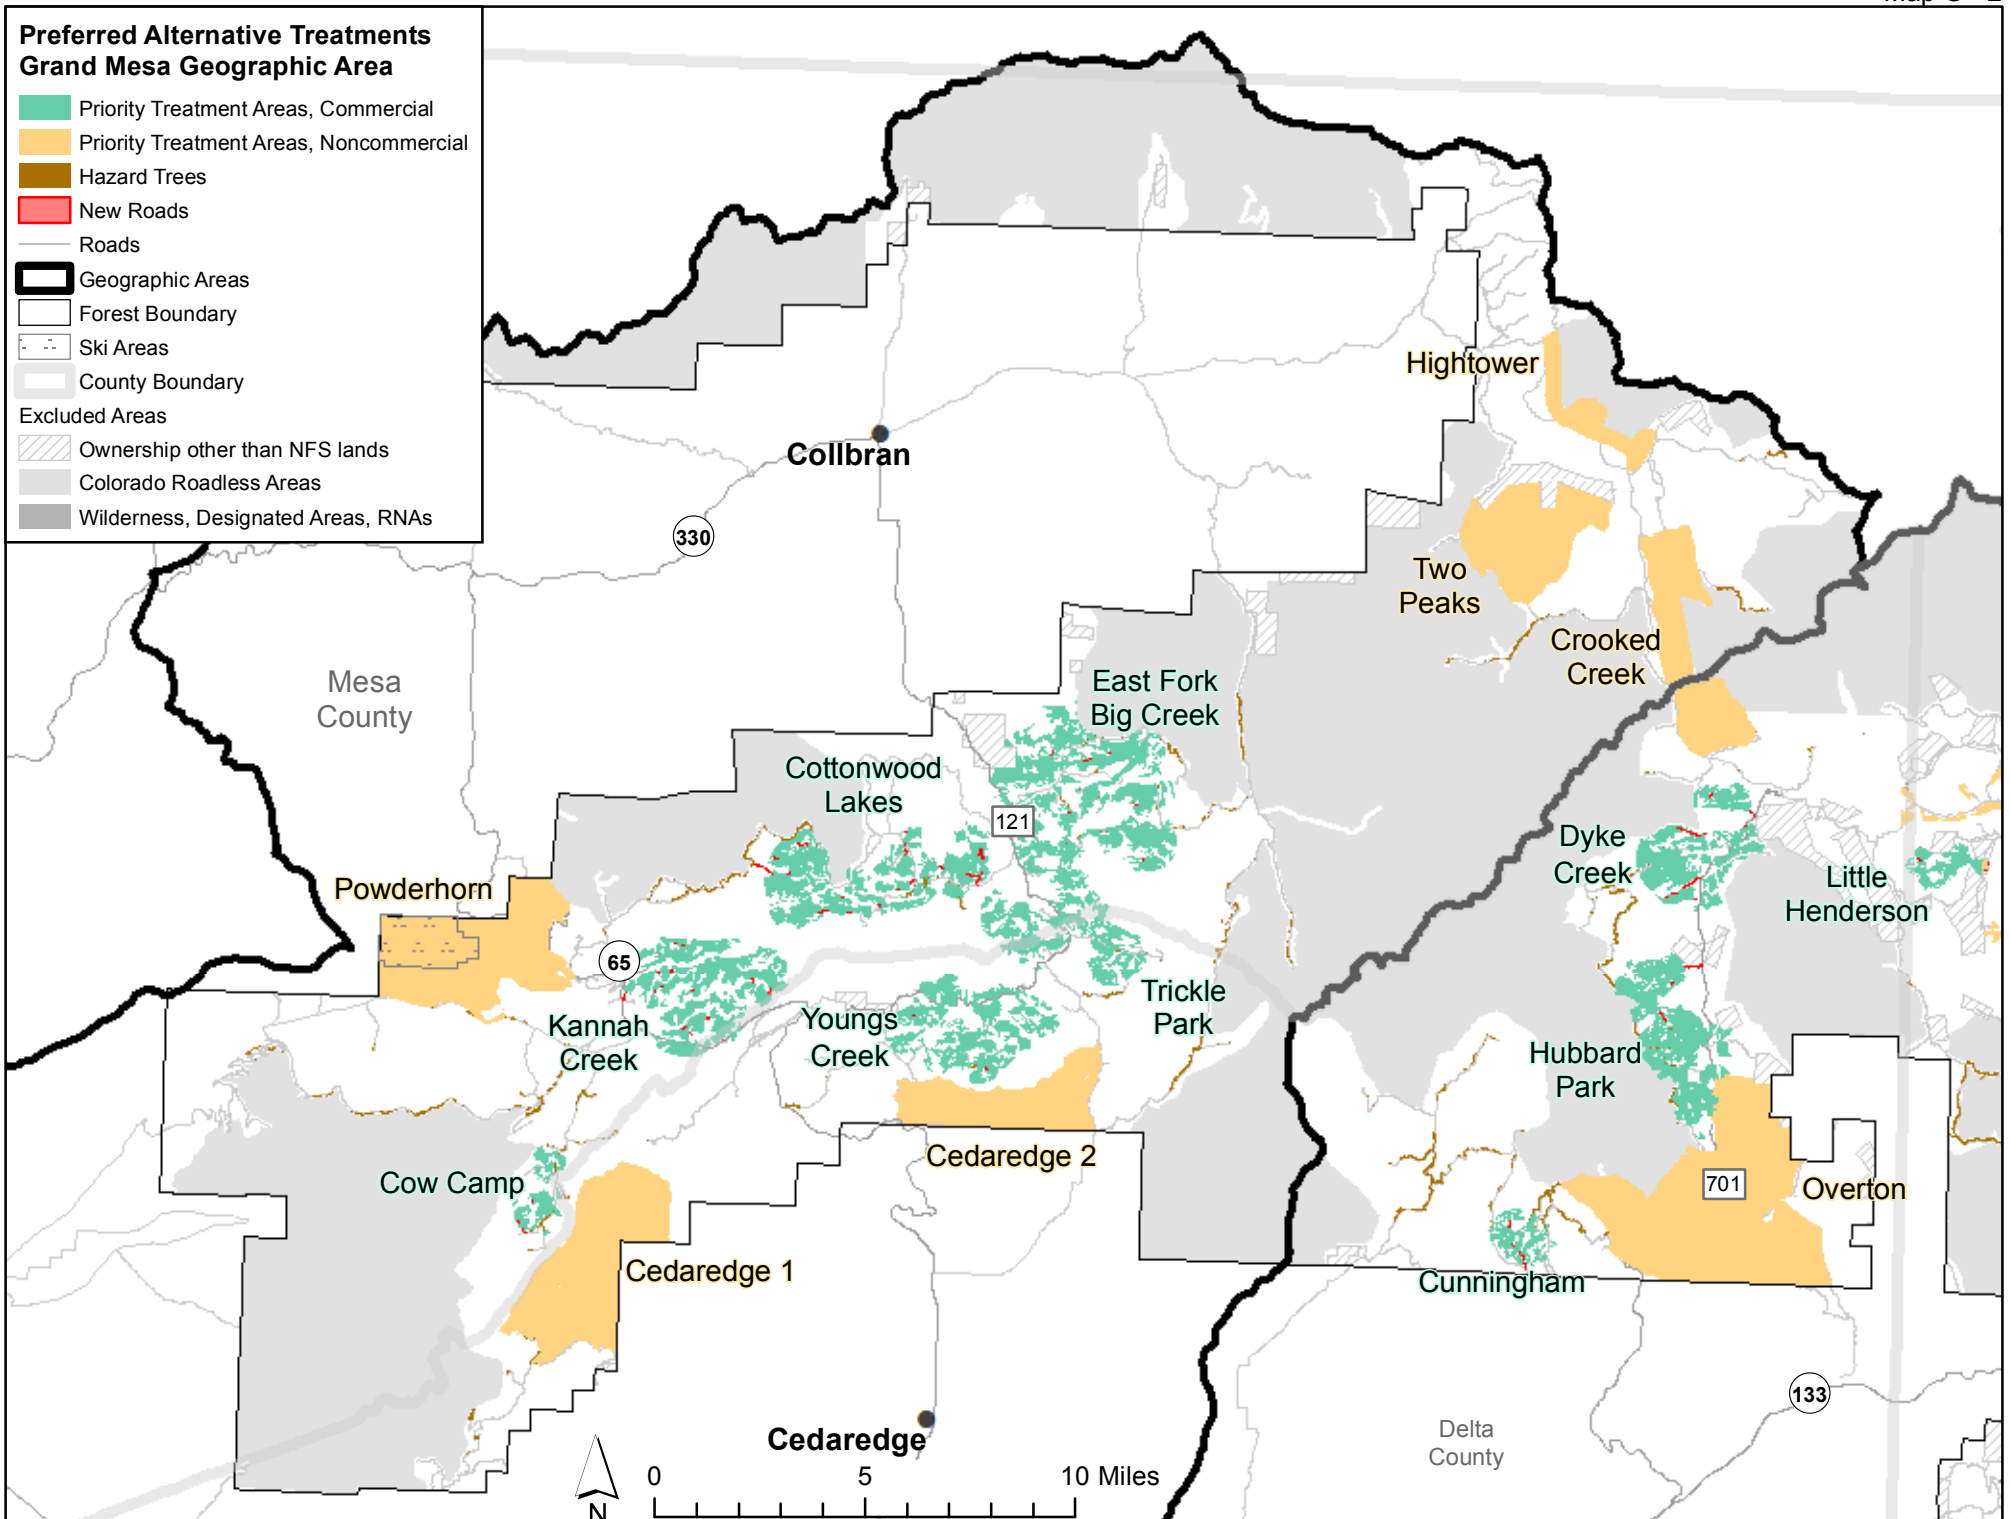 Preferred Alternative Treatments
Grand Mesa Geographic Area
Priority Treatment Areas, Commercial
Priority Treatment Areas, Noncommercial
Hazard Trees
New Roads
Roads
Geographic Areas
Forest Boundary
Ski Areas
County Boundary
Excluded Areas
Ownership other than NFS lands
Colorado Roadless Areas
Wilderness, Designated Areas, RNAs
Hightower
Collbran
330
Two
Peaks
Crooked
Creek
Mesa
County
East Fork
Big Creek
Cottonwood
Lakes
121
Dyke
Creek
Little
Henderson
Powderhorn
65
Kannah
Creek
Youngs
Creek
Trickle
Park
Hubbard
Park
Cedaredge 2
Cow Camp
701
Overton
Cedaredge 1
Cunningham
133
Cedaredge
Delta
County
N
0 5 10 Miles